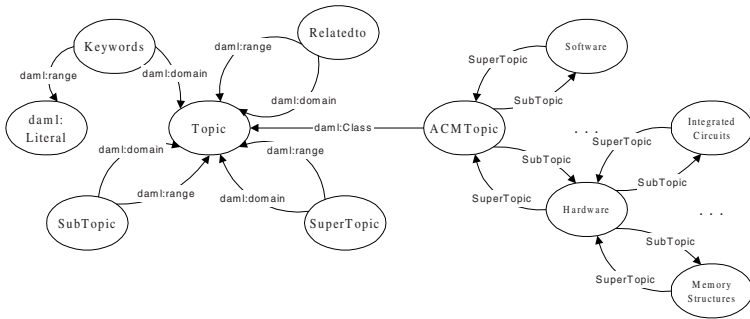 Relatedto
Keywords
Software
daml:range
SuperTopic
daml:range
daml:domain
daml:domain
SubTopic
daml:
Literal
Topic
daml:Class
ACMTopic
. . .
Integrated
Circuits
SuperTopic
daml:domain
daml:range
SubTopic
SubTopic
daml:range
daml:domain
SuperTopic
Hardware
. . .
SubTopic
SuperTopic
SubTopic
SuperTopic
Memory
Structures